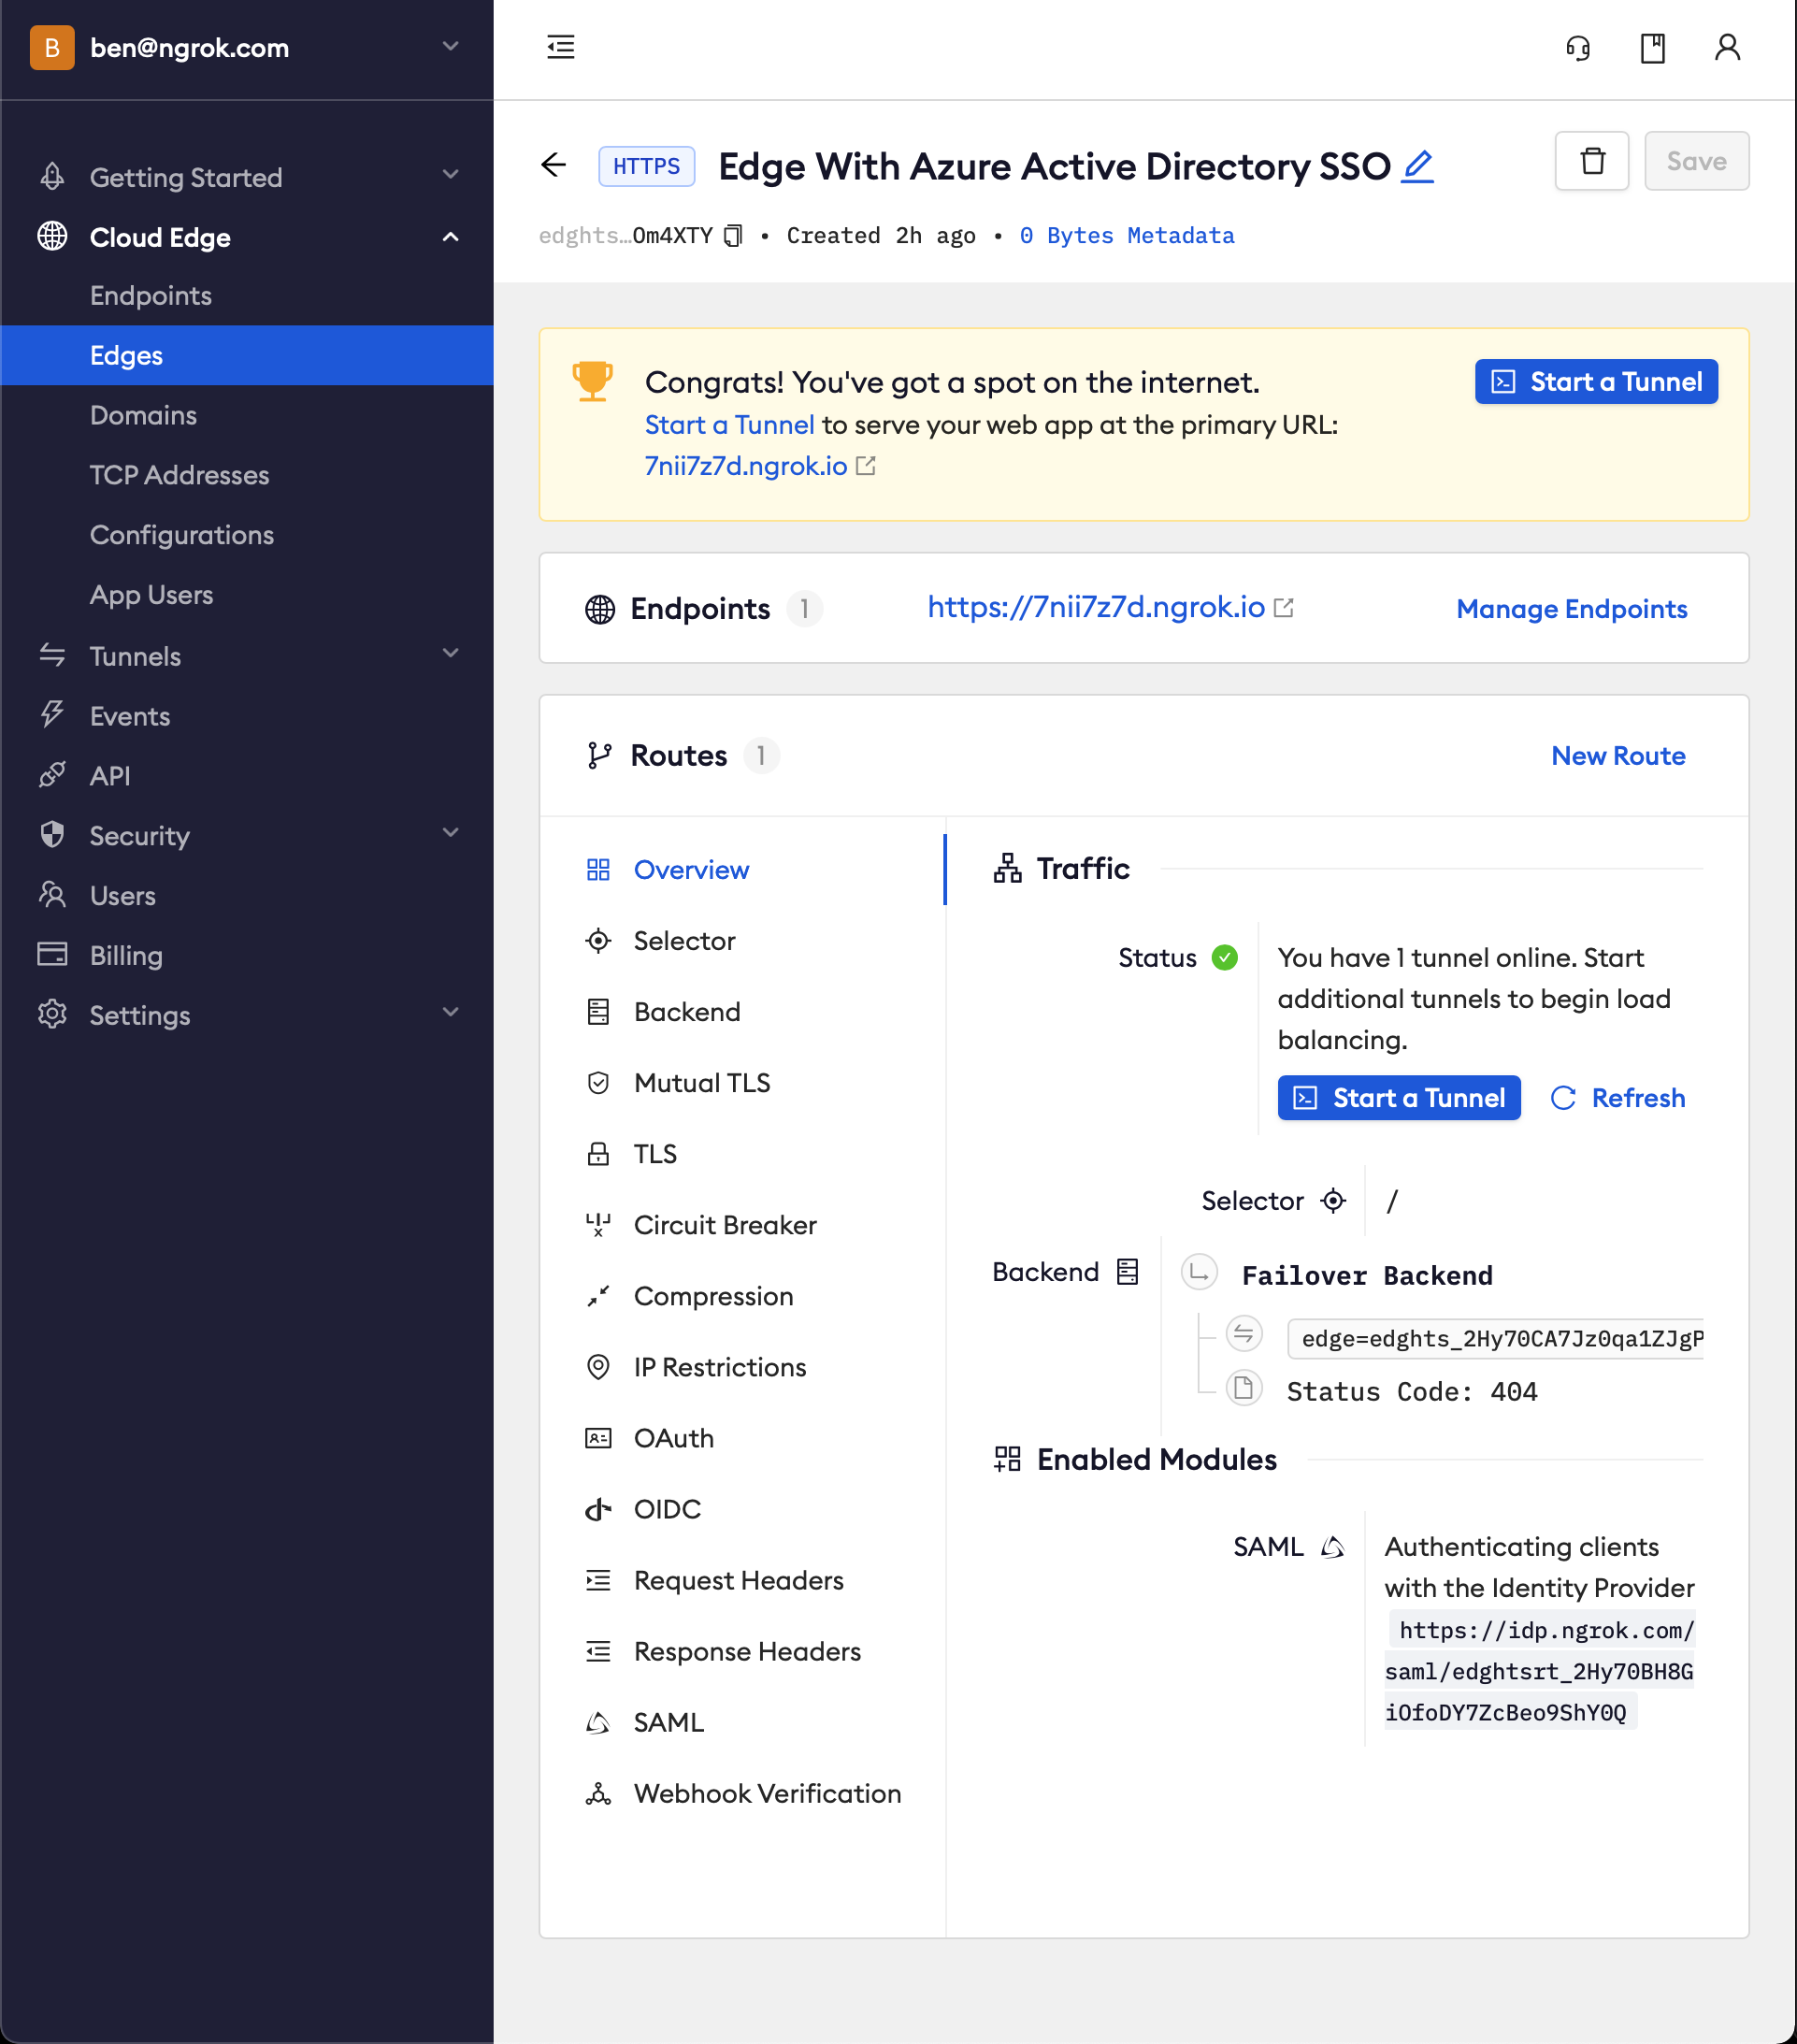 B ben@ngrok.com
Getting Started
Cloud Edge
Endpoints
Edges
Domains
TCP Addresses
Configurations
App Users
Tunnels
Events
API
Security
Users
Billing
Settings
HTTPS Edge With Azure Active Directory SSO Save
edghts…Om4XTY • Created 2h ago • 0 Bytes Metadata
Congrats! You've got a spot on the internet. Start a Tunnel
Start a Tunnel to serve your web app at the primary URL:
7nii7z7d.ngrok.io
Endpoints 1 https://7nii7z7d.ngrok.io Manage Endpoints
Routes 1 New Route
Overview
Selector
Backend
Mutual TLS
TLS
Circuit Breaker
Compression
IP Restrictions
OAuth
OIDC
Request Headers
Response Headers
SAML
Webhook Verification
Traffic
Status You have 1 tunnel online. Start
additional tunnels to begin load
balancing.
Start a Tunnel Refresh
Selector /
Backend Failover Backend
edge=edghts_2Hy70CA7Jz0qa1ZJgP
Status Code: 404
Enabled Modules
SAML Authenticating clients
with the Identity Provider
https://idp.ngrok.com/
saml/edghtsrt_2Hy70BH8G
iOfoDY7ZcBeo9ShY0Q